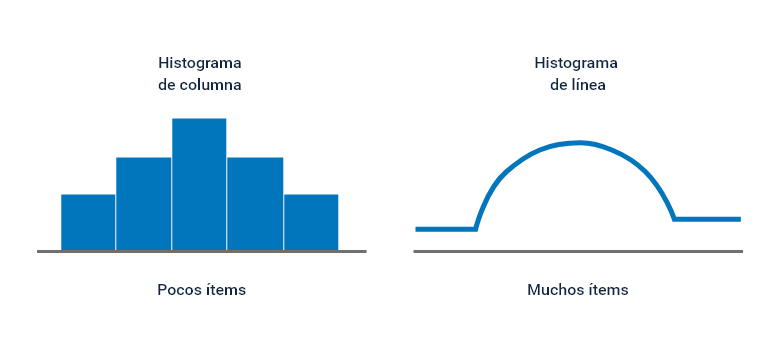 Histograma
de columna
Histograma
de línea
Pocos ítems
Muchos ítems